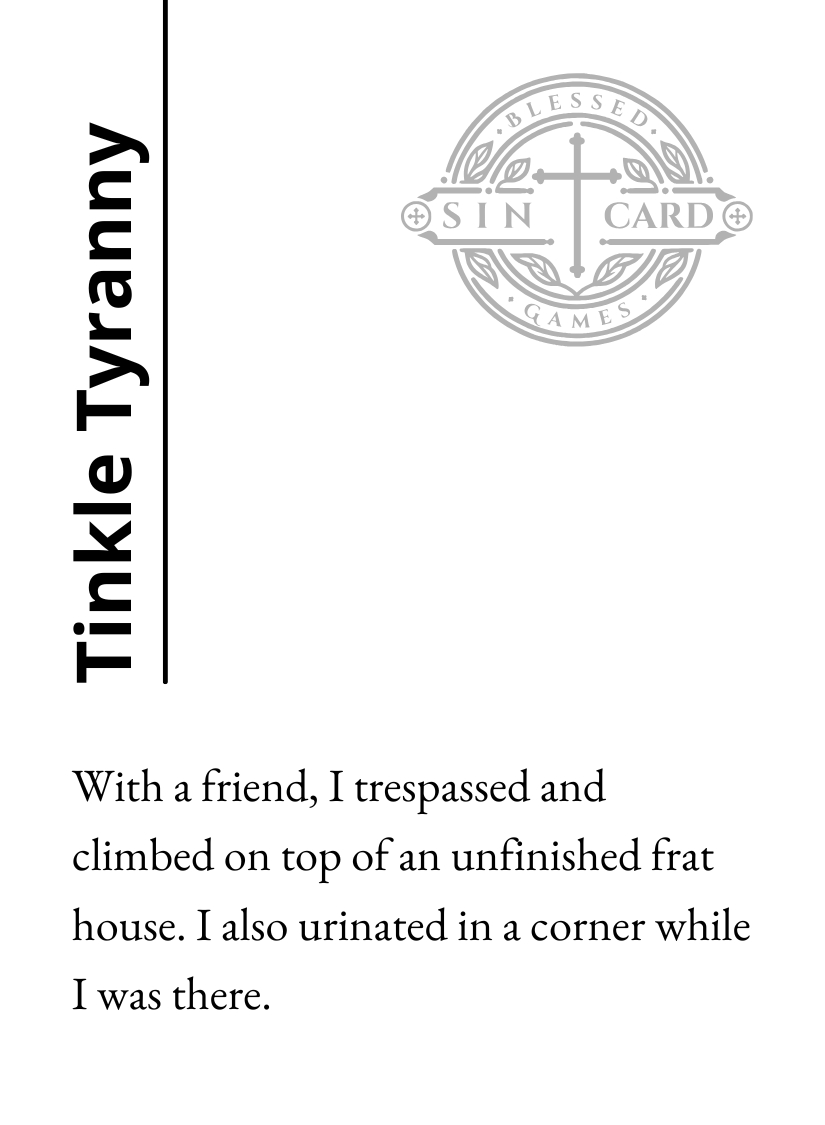 Tinkle Tyranny
BLESSED
SIN CARD
GAMES
With a friend, I trespassed and
climbed on top of an unfinished frat
house. I also urinated in a corner while
I was there.